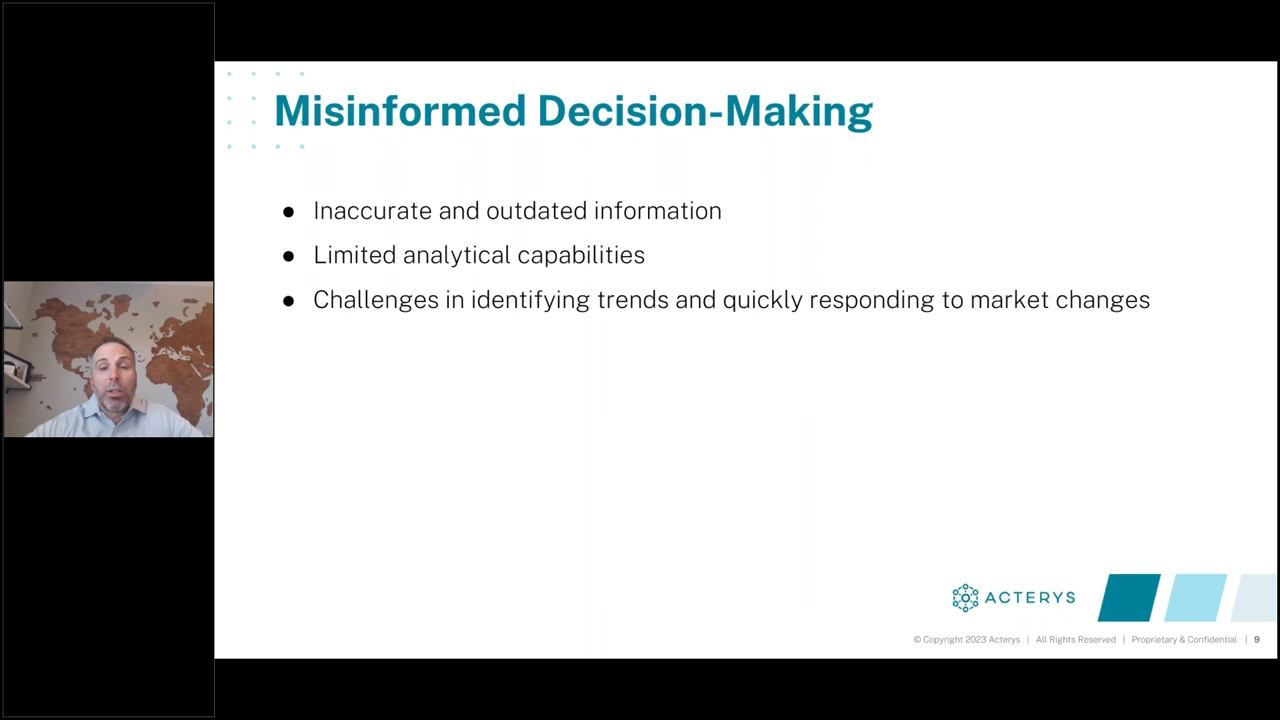 Misinformed Decision-Making
● Inaccurate and outdated information
● Limited analytical capabilities
● Challenges in identifying trends and quickly responding to market changes
ACTERYS
© Copyright 2023 Acterys | All Rights Reserved | Proprietary & Confidential | 9